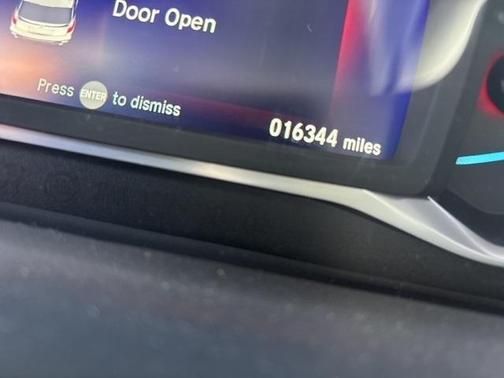 Door Open
Press ENTER to dismiss
016344 miles